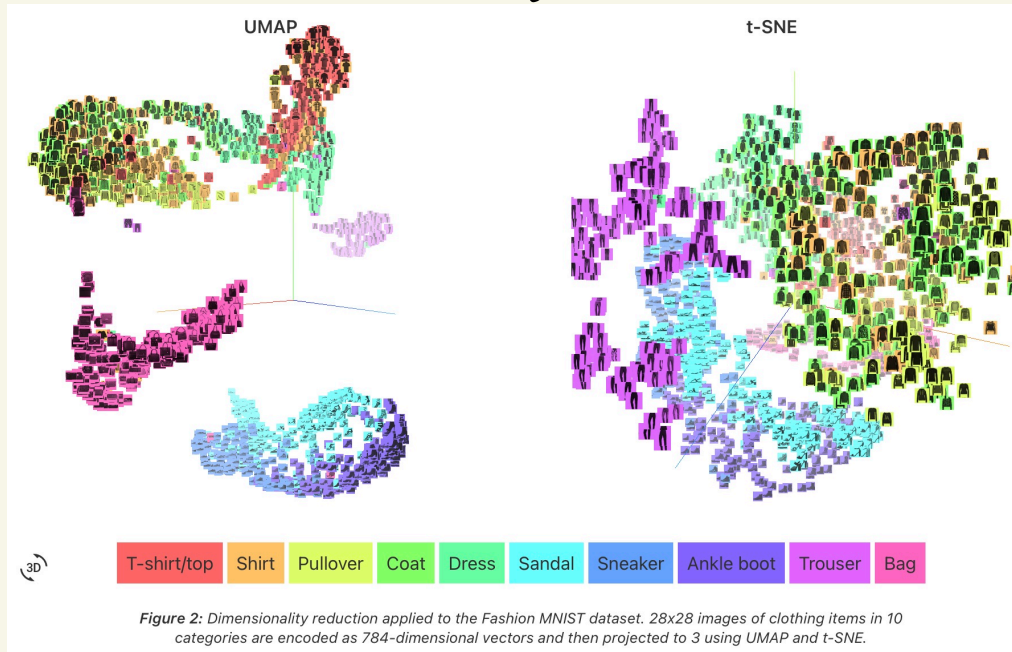 UMAP
t-SNE
3D
T-shirt/top Shirt Pullover Coat Dress Sandal Sneaker Ankle boot Trouser Bag
Figure 2: Dimensionality reduction applied to the Fashion MNIST dataset. 28x28 images of clothing items in 10
categories are encoded as 784-dimensional vectors and then projected to 3 using UMAP and t-SNE.